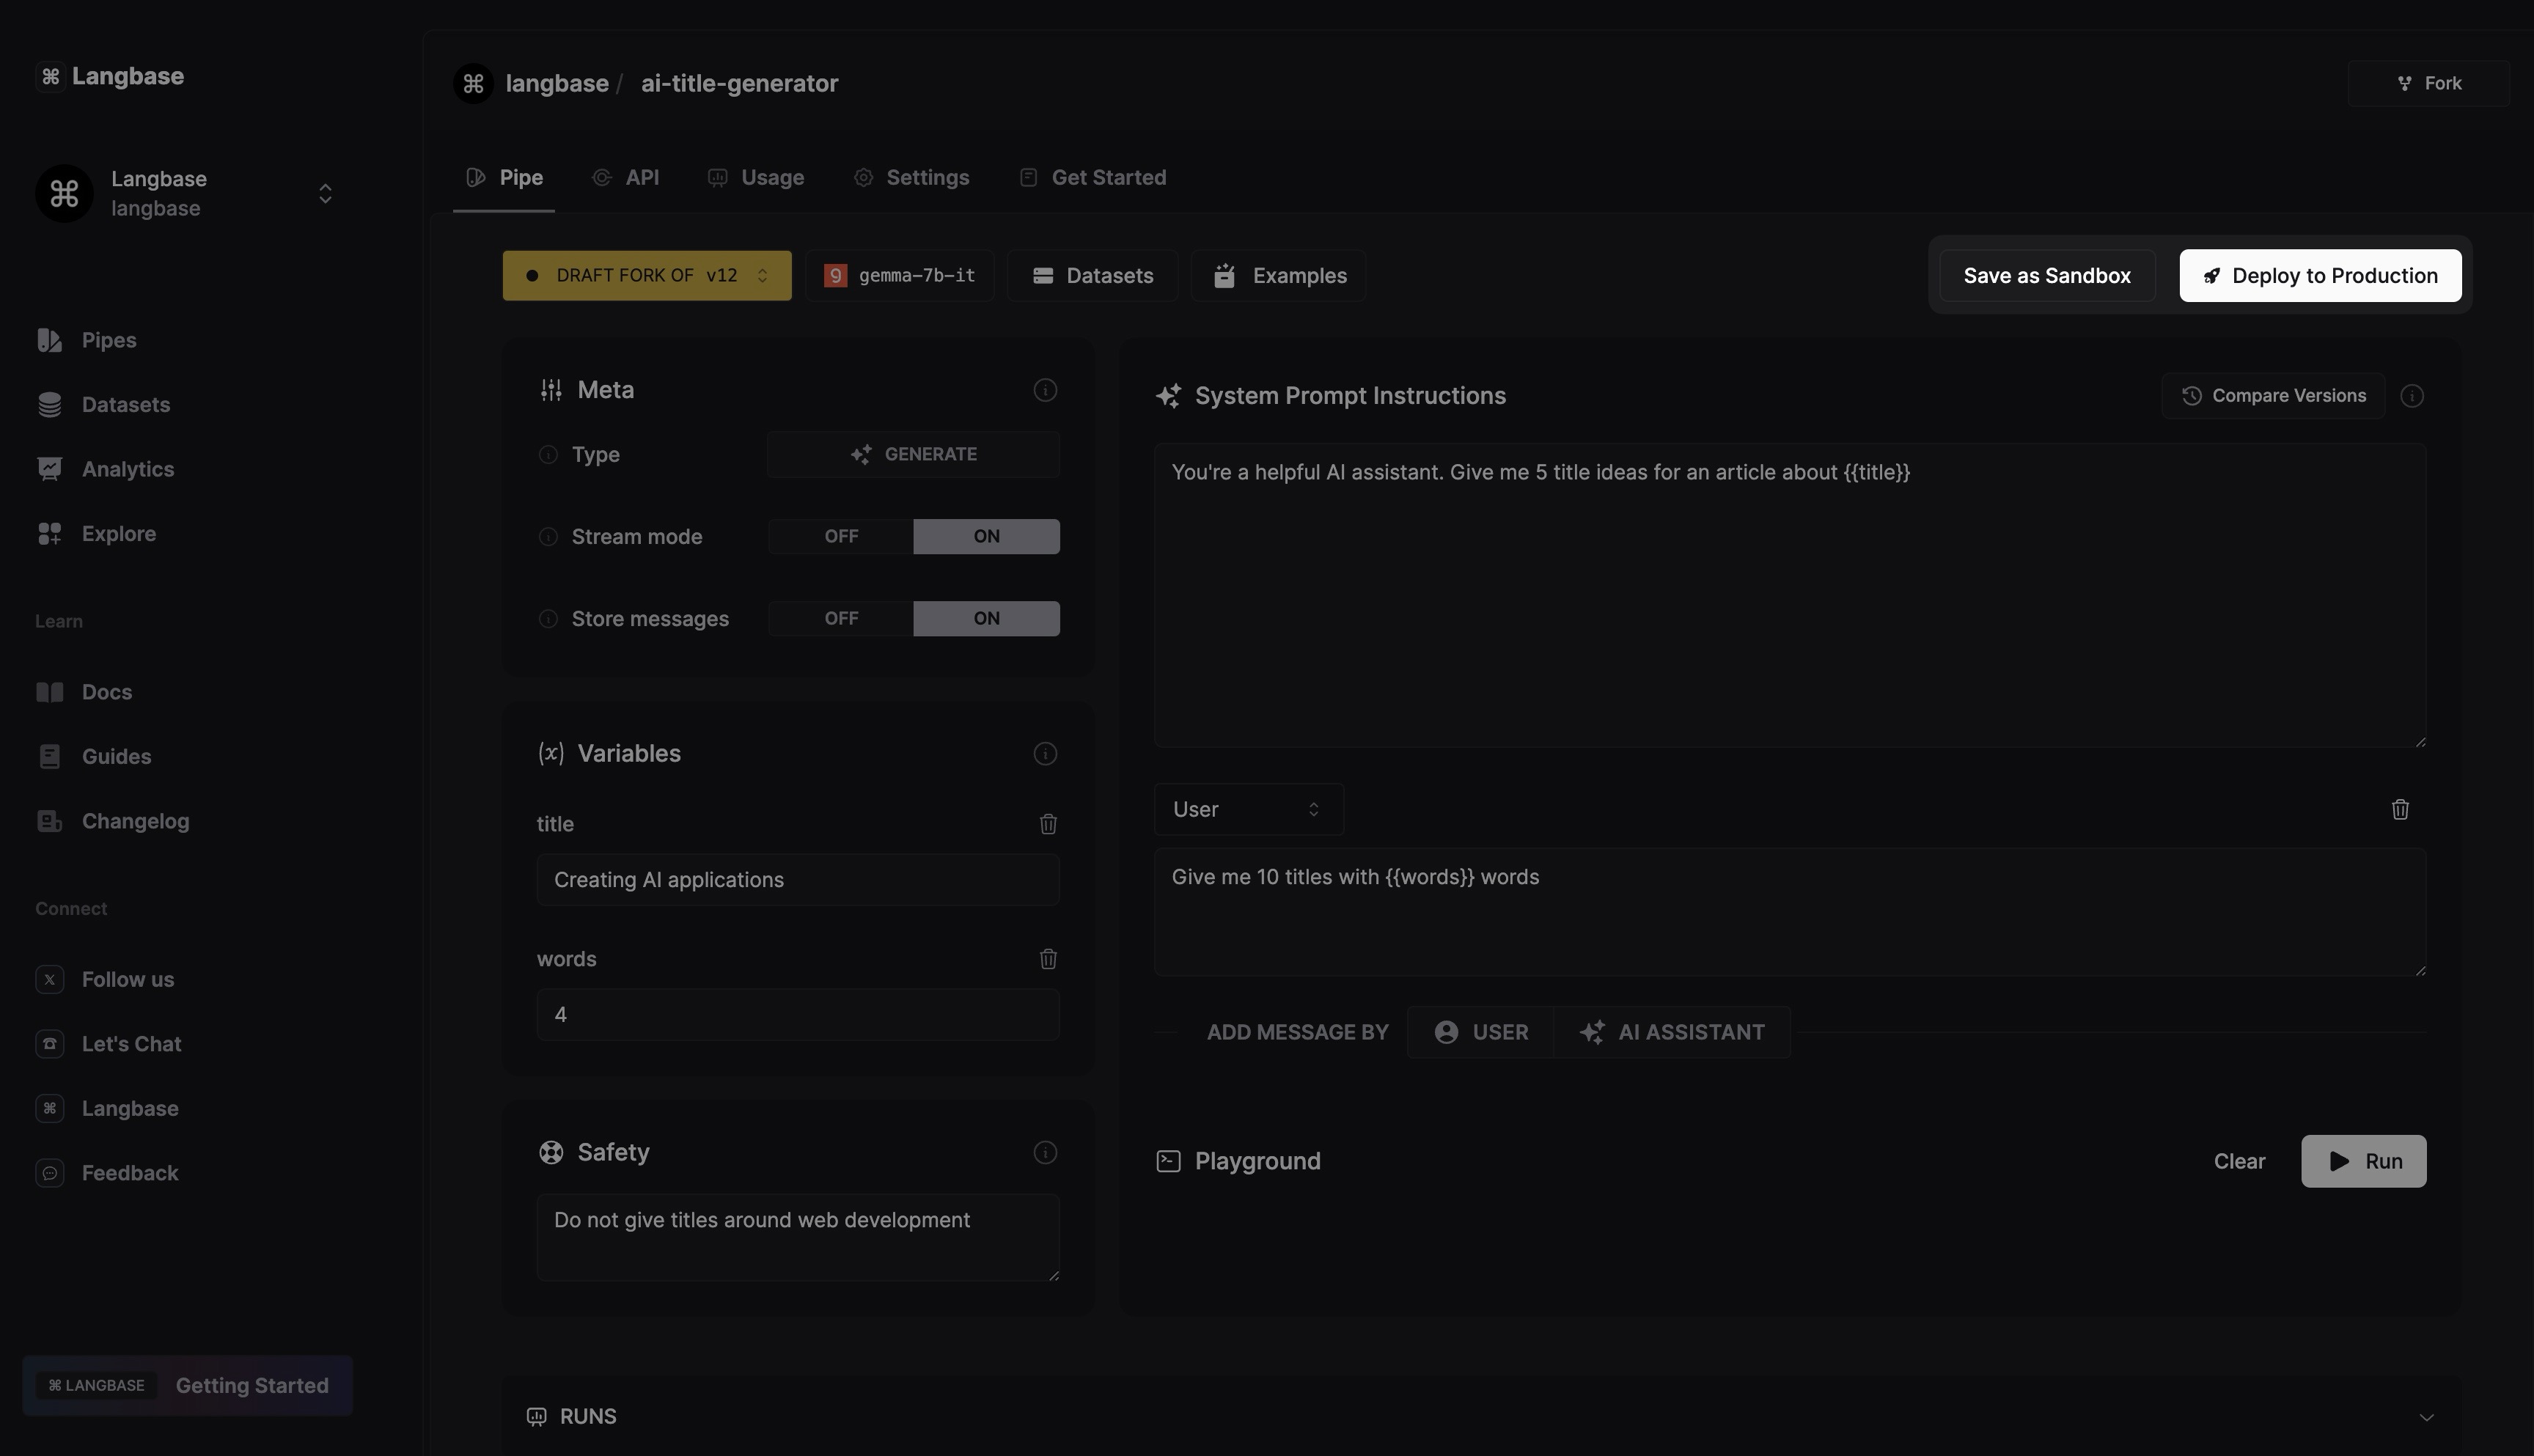 Langbase
Langbase
langbase
Pipes
Datasets
Analytics
Explore
Learn
Docs
Guides
Changelog
Connect
Follow us
Let's Chat
Langbase
Feedback
⌘ LANGBASE Getting Started
langbase / ai-title-generator
Fork
Pipe API Usage Settings Get Started
DRAFT FORK OF v12 gemma-7b-it Datasets Examples
Save as Sandbox Deploy to Production
Meta
Type GENERATE
Stream mode OFF ON
Store messages OFF ON
(x) Variables
title
Creating AI applications
words
4
Safety
Do not give titles around web development
System Prompt Instructions Compare Versions
You're a helpful AI assistant. Give me 5 title ideas for an article about {{title}}
User
Give me 10 titles with {{words}} words
ADD MESSAGE BY USER AI ASSISTANT
Playground Clear Run
RUNS